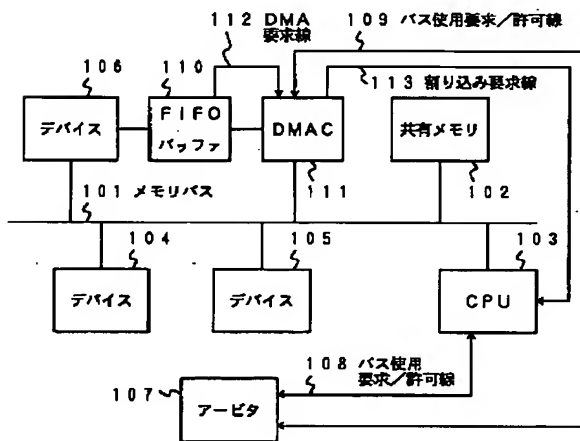 112 DMA
要求線
109 バス使用要求/許可線
106
110
113 割り込み要求線
デバイス
FIFO
バッファ
DMAC
共有メモリ
101 メモリバス
111
102
104
105
103
デバイス
デバイス
CPU
108 バス使用
要求/許可線
107
アービタ